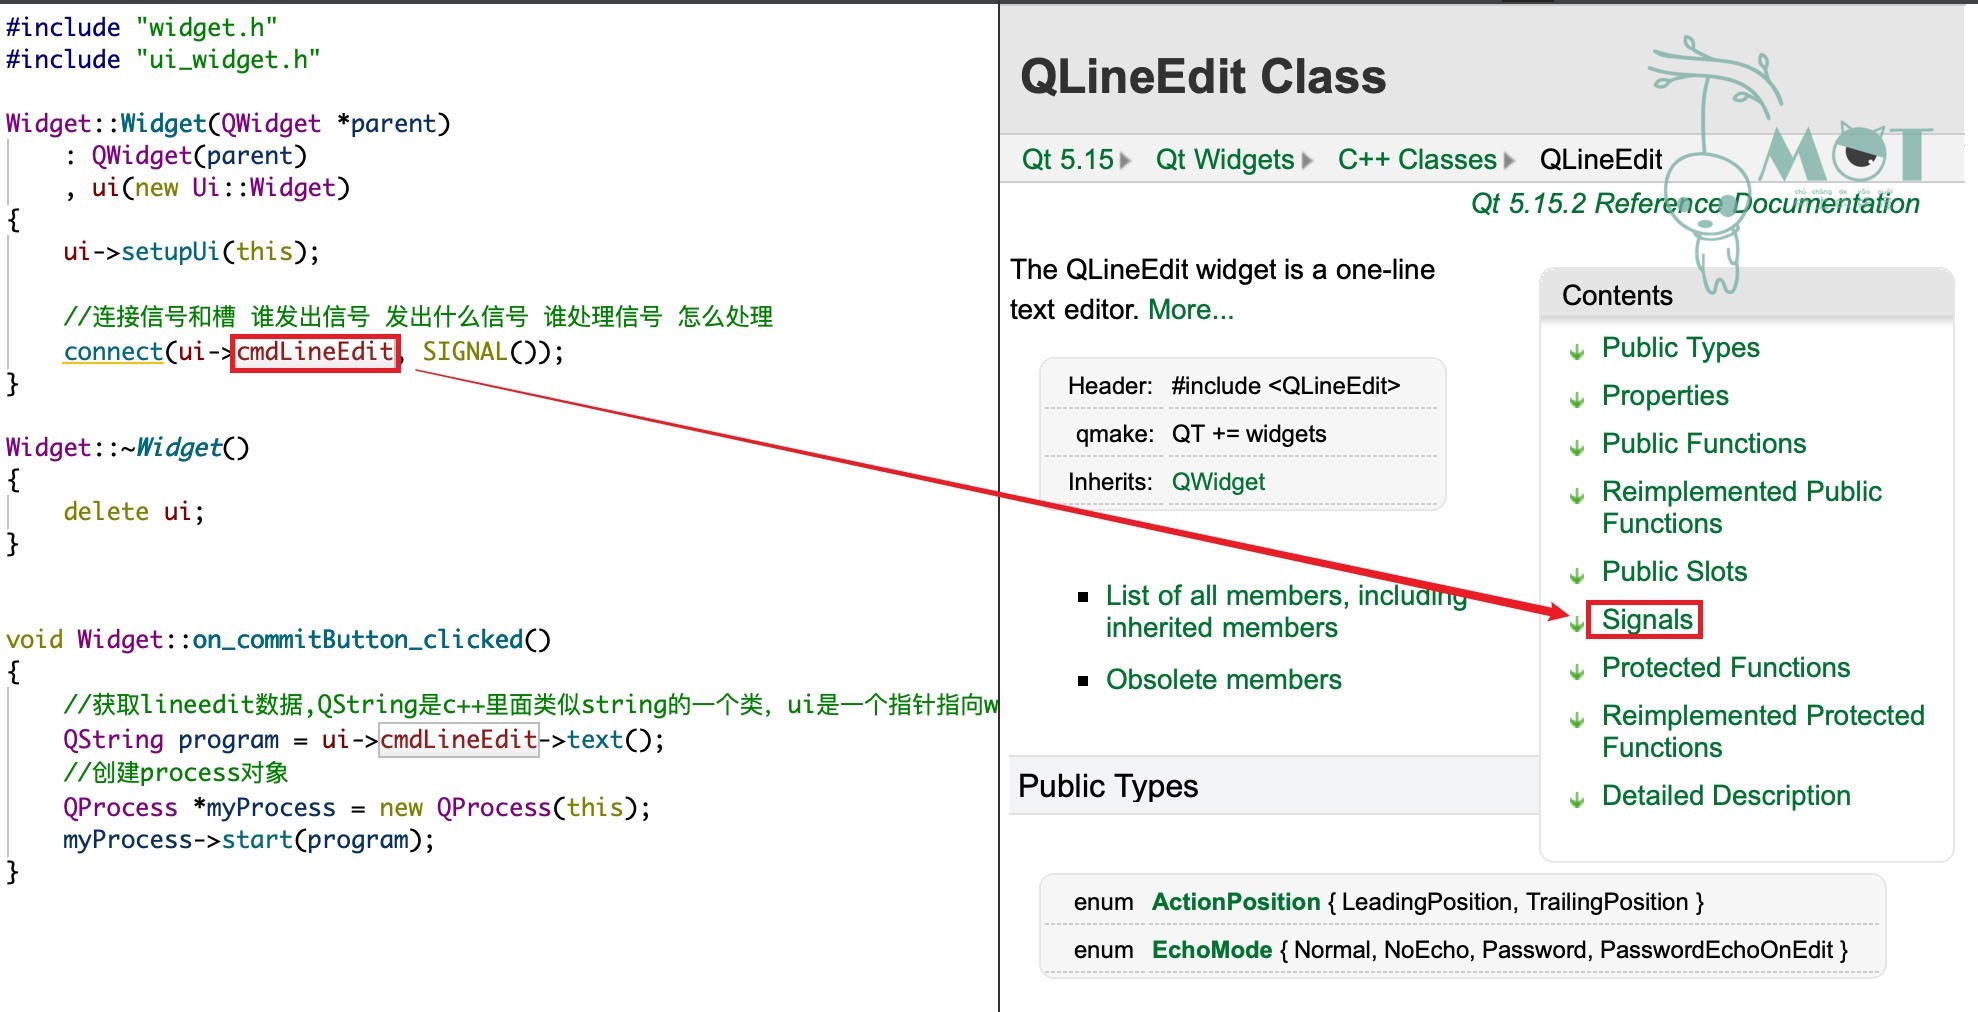 #include "widget.h"
#include "ui_widget.h"
Widget::Widget(QWidget *parent)
: QWidget(parent)
, ui(new Ui::Widget)
{
ui->setupUi(this);
//连接信号和槽 谁发出信号 发出什么信号 谁处理信号 怎么处理
connect(ui->cmdLineEdit, SIGNAL());
}
Widget::~Widget()
{
delete ui;
}
void Widget::on_commitButton_clicked()
{
//获取lineedit数据,QString是c++里面类似string的一个类, ui是一个指针指向w
QString program = ui->cmdLineEdit->text();
//创建process对象
QProcess *myProcess = new QProcess(this);
myProcess->start(program);
}
QLineEdit Class
Qt 5.15 Qt Widgets C++ Classes QLineEdit
MOT
Qt 5.15.2 Reference Documentation
The QLineEdit widget is a one-line
text editor. More...
Header: #include <QLineEdit>
qmake: QT += widgets
Inherits: QWidget
List of all members, including
inherited members
Obsolete members
Contents
Public Types
Properties
Public Functions
Reimplemented Public
Functions
Public Slots
Signals
Protected Functions
Reimplemented Protected
Functions
Detailed Description
Public Types
enum ActionPosition { LeadingPosition, TrailingPosition }
enum EchoMode { Normal, NoEcho, Password, PasswordEchoOnEdit }